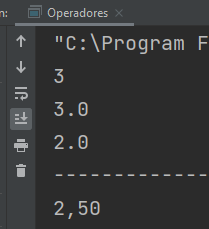 n:
Operadores
"C:\Program F
3
3.0
2.0
-------------
2,50